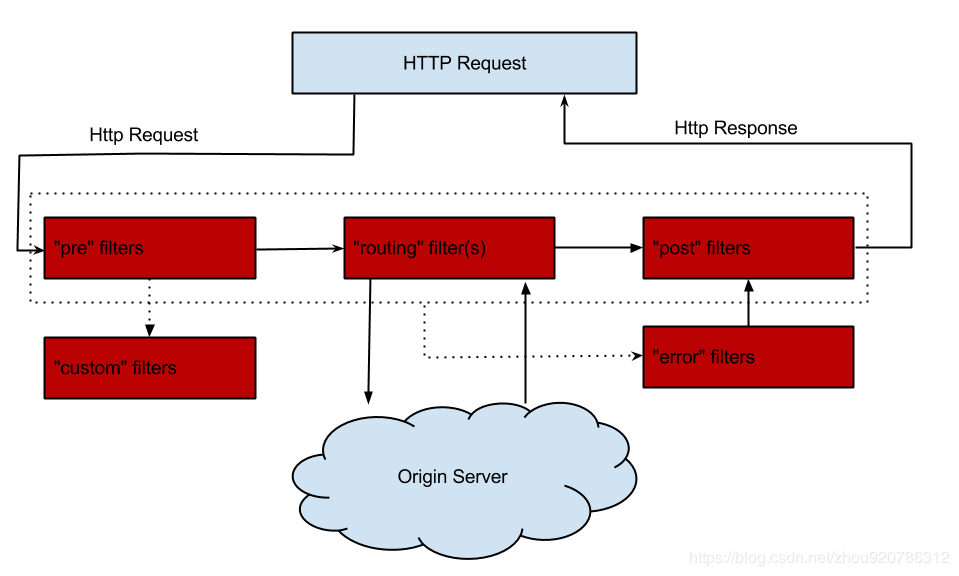 HTTP Request
Http Request
Http Response
"pre" filters
"routing" filter(s)
"post" filters
"custom" filters
"error" filters
Origin Server
https://blog.csdn.net/zhou920786312